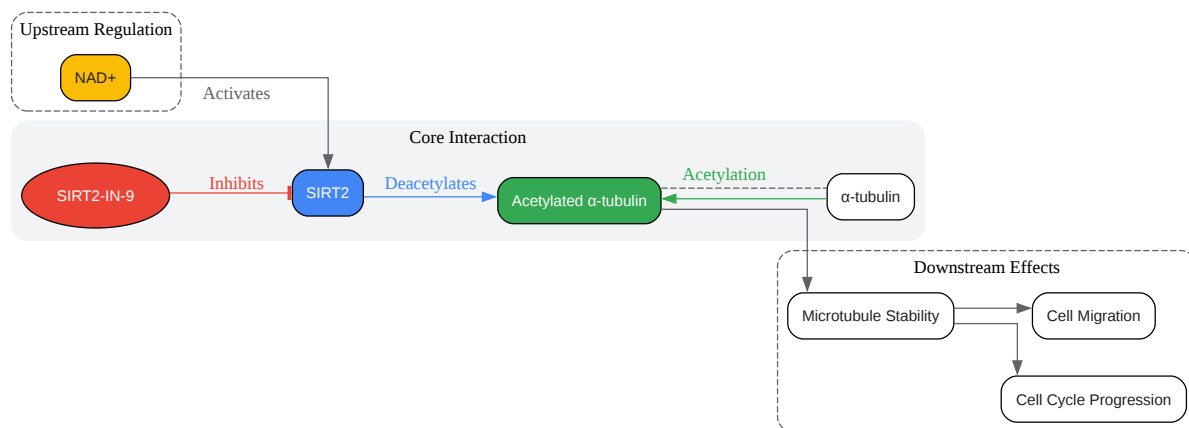 Upstream Regulation
NAD+
Activates
Core Interaction
SIRT2-IN-9
Inhibits
SIRT2
Deacetylates
Acetylated α-tubulin
Acetylation
α-tubulin
Downstream Effects
Microtubule Stability
Cell Migration
Cell Cycle Progression